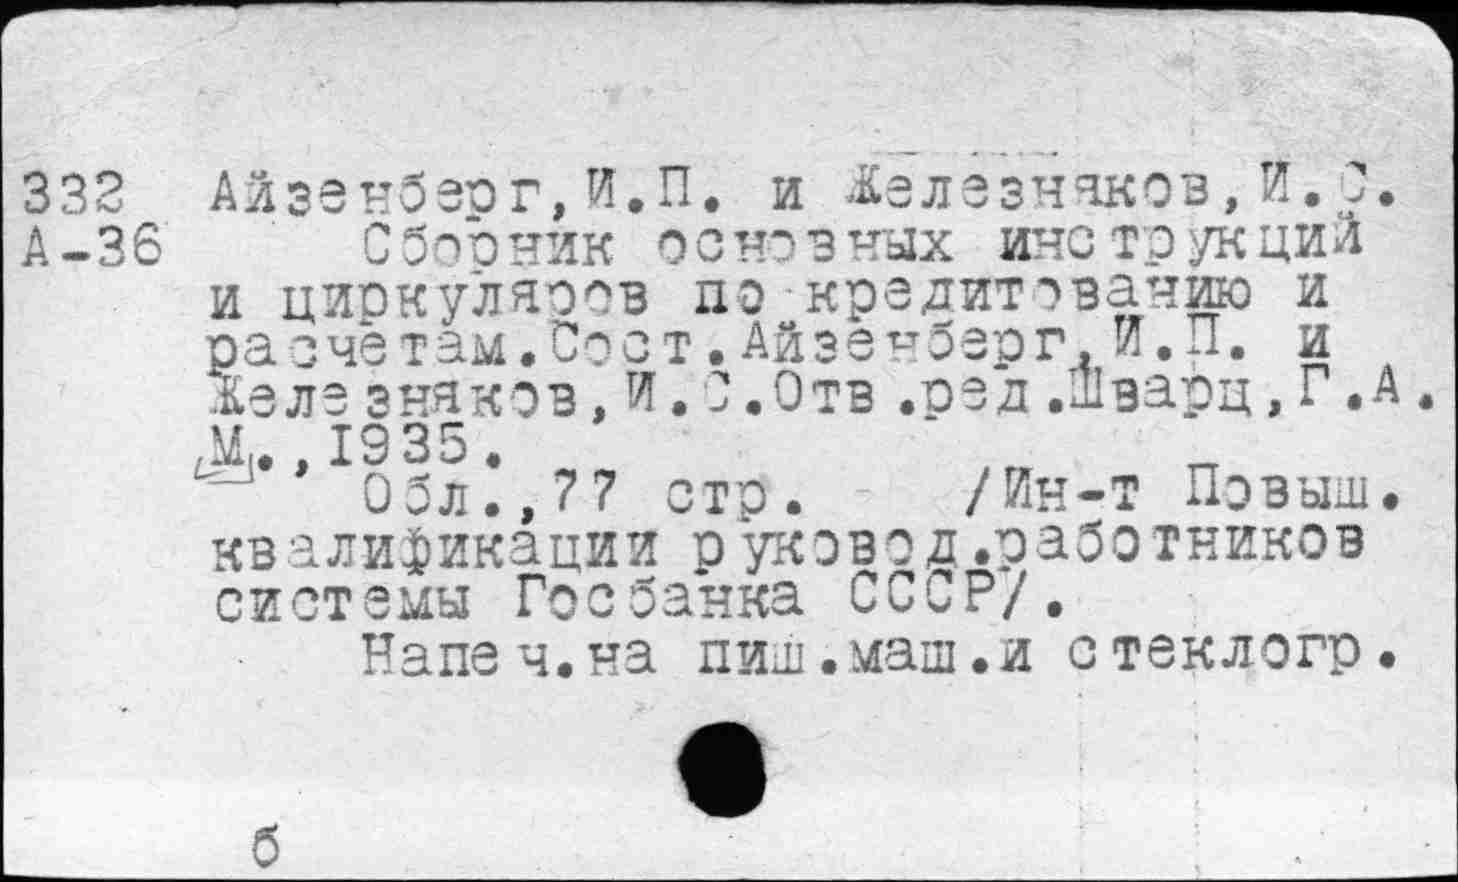 332 Айзенберг,И.П. и Железняков,И.С.
А-36 Сборник основных инструкций
и циркуляров по кредитованию и
расчетам.Сост.Айзенберг,И.П. и
Железняков,И.С.Отв.ред.Шварц,Г.А.
М.,1935.
Обл.,77 стр. /Ин-т Повыш.
квалификации руковод.работников
системы Госбанка СССР/.
Напеч.на пиш.маш.и стеклогр.
б